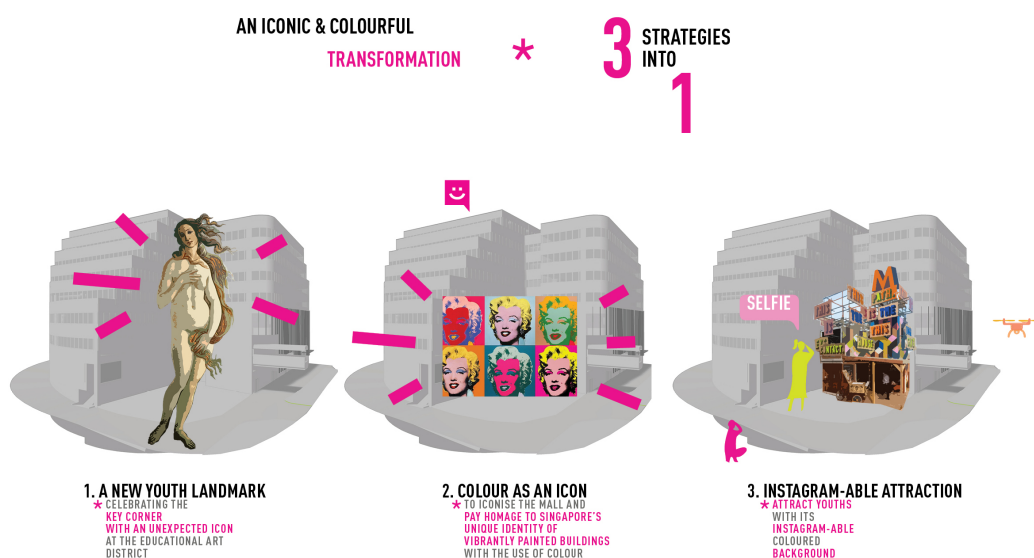 AN ICONIC & COLOURFUL
TRANSFORMATION
*
3 STRATEGIES
INTO
1
SELFIE
M
THIS
CONTACT
1. A NEW YOUTH LANDMARK
* CELEBRATING THE
KEY CORNER
WITH AN UNEXPECTED ICON
AT THE EDUCATIONAL ART
DISTRICT
2. COLOUR AS AN ICON
* TO ICONISE THE MALL AND
PAY HOMAGE TO SINGAPORE'S
UNIQUE IDENTITY OF
VIBRANTLY PAINTED BUILDINGS
WITH THE USE OF COLOUR
3. INSTAGRAM-ABLE ATTRACTION
* ATTRACT YOUTHS
WITH ITS
INSTAGRAM-ABLE
COLOURED
BACKGROUND